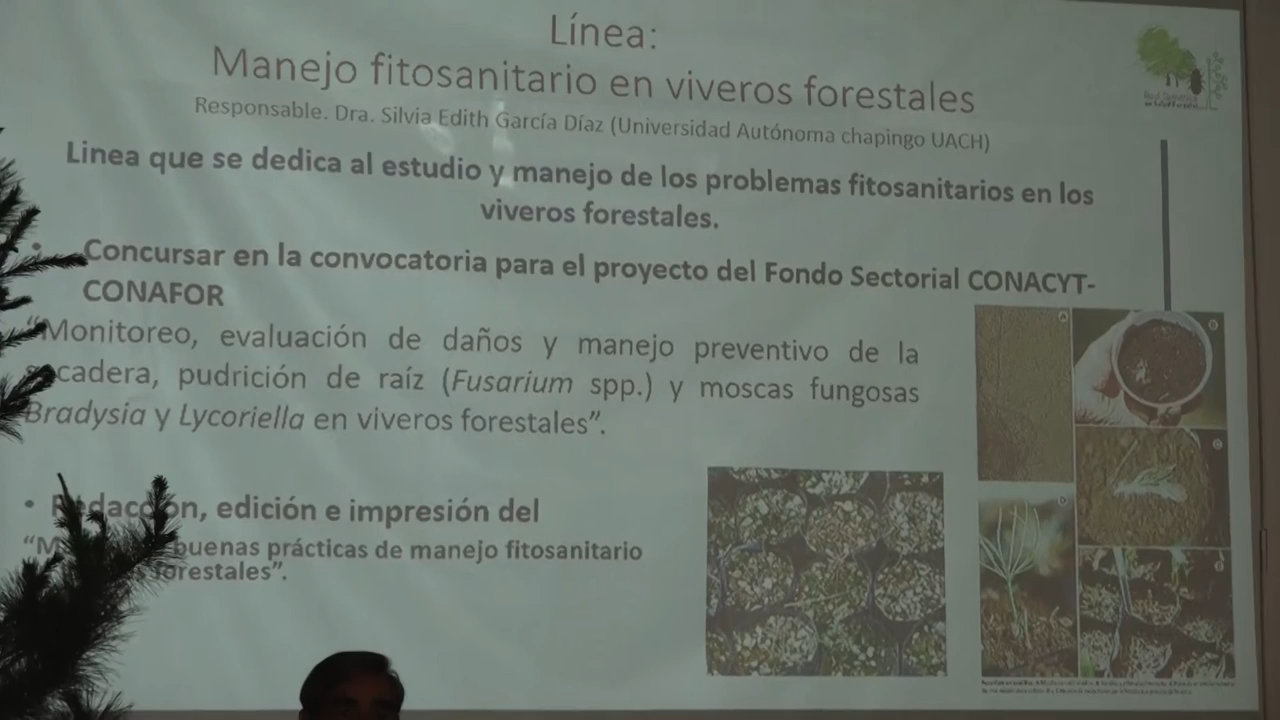 Línea:
Manejo fitosanitario en viveros forestales
Responsable. Dra. Silvia Edith García Díaz (Universidad Autónoma chapingo UACH)
Linea que se dedica al estudio y manejo de los problemas fitosanitarios en los
viveros forestales.
• Concursar en la convocatoria para el proyecto del Fondo Sectorial CONACYT-
CONAFOR
“Monitoreo, evaluación de daños y manejo preventivo de la
secadera, pudrición de raíz (Fusarium spp.) y moscas fungosas
Bradysia y Lycoriella en viveros forestales”.
• Redacción, edición e impresión del
buenas prácticas de manejo fitosanitario
forestales”.